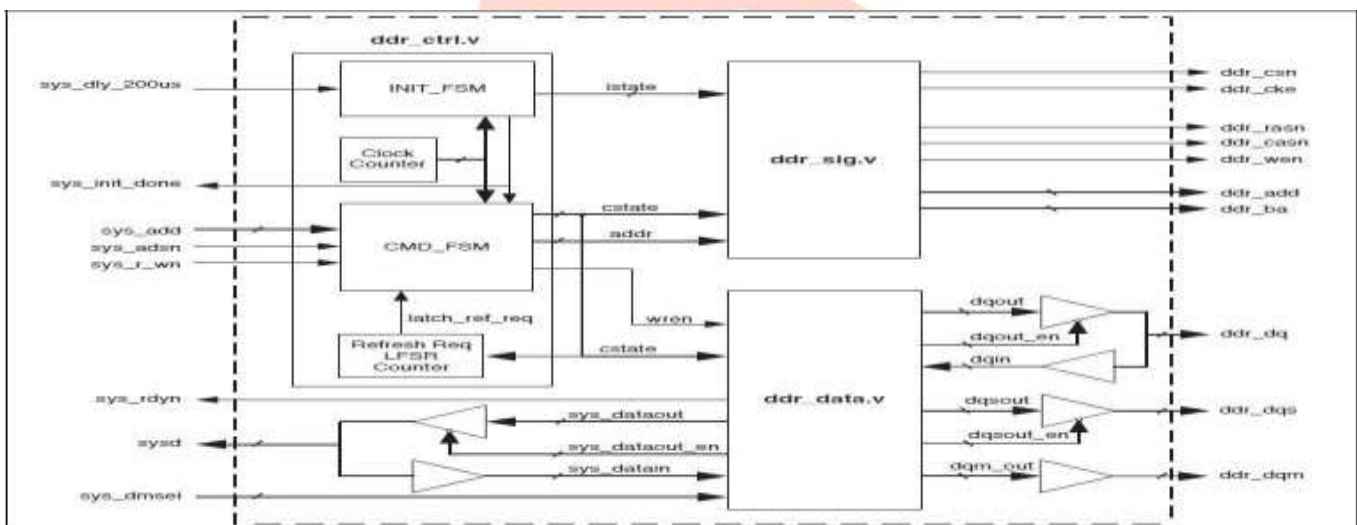 ddr_ctrl.v
sys_dly_200us
INIT_FSM
istate
ddr_csn
ddr_cke
Clock
Counter
ddr_sig.v
ddr_rasn
ddr_casn
ddr_wen
sys_init_done
ddr_add
ddr_ba
sys_add
sys_adsn
sys_r_wn
CMD_FSM
cstate
addr
latch_ref_req
wren
Refresh Req
LFSR
Counter
cstate
dqout
dqout_en
dqin
ddr_dq
ddr_data.v
sys_rdyn
sysd
sys_dataout
sys_dataout_en
sys_datain
sys_dmsel
dqsout
dqsout_en
ddr_dqs
dqm_out
ddr_dqm